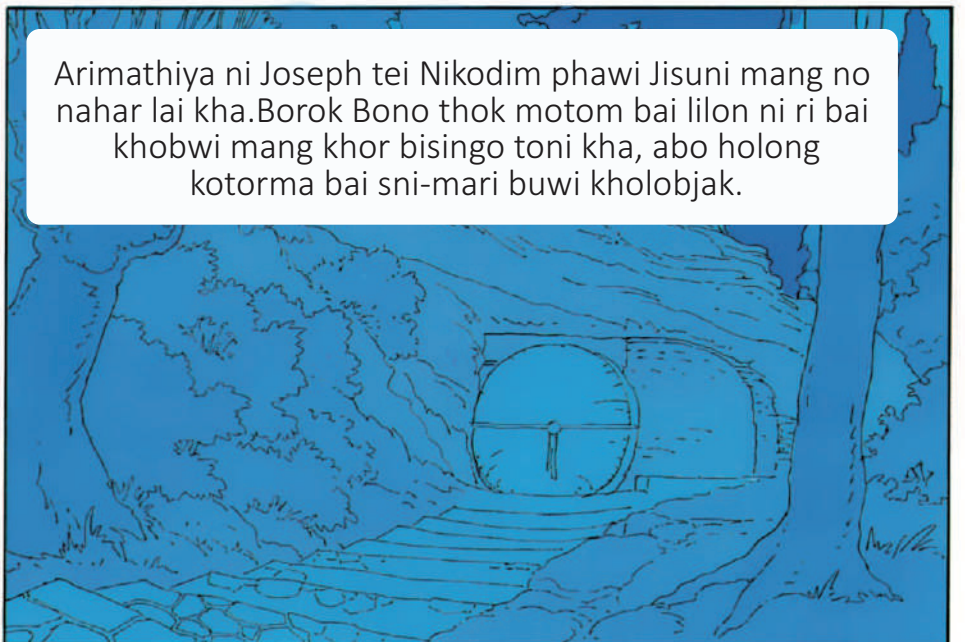 Arimathiya ni Joseph tei Nikodim phawi Jisuni mang no
nahar lai kha.Borok Bono thok motom bai lilon ni ri bai
khobwi mang khor bisingo toni kha, abo holong
kotorma bai sni-mari buwi kholobjak.